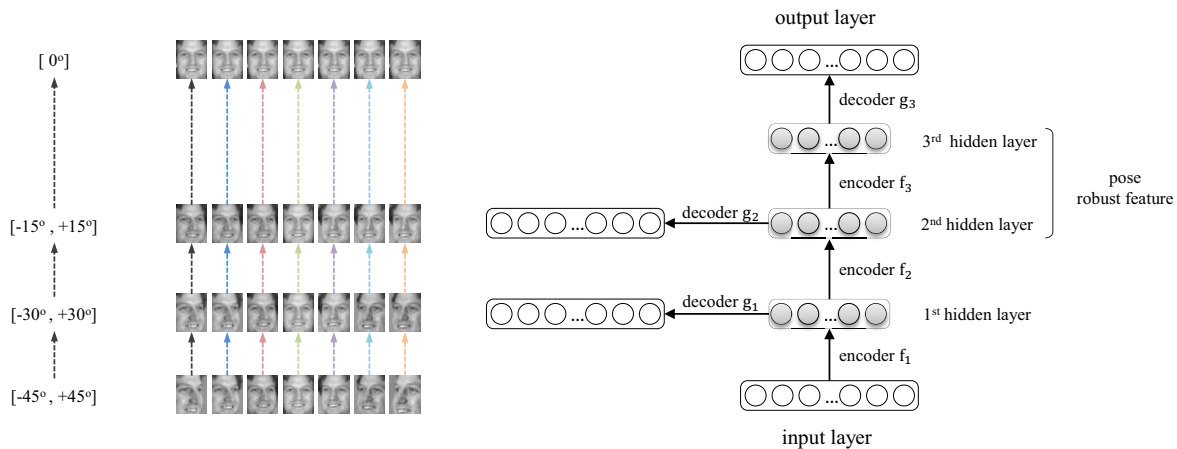 output layer
[ 0º]
...
decoder g₃
...
3ʳᵈ hidden layer
encoder f₃
pose
robust feature
[-15º , +15º]
...
decoder g₂
...
2ⁿᵈ hidden layer
encoder f₂
[-30º , +30º]
...
decoder g₁
...
1ˢᵗ hidden layer
encoder f₁
[-45º , +45º]
...
input layer